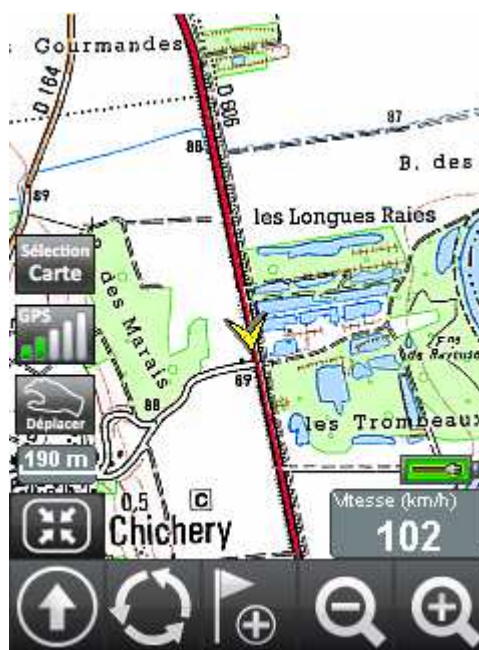 s Gourmandes
D 164
D 606
87
88
B. des
89
les Longues Raies
Sélection
Carte
GPS
des Marais
89
88
Déplacer
les Trombeaux
190 m
0,5
C
Chichery
Vitesse (km/h)
102